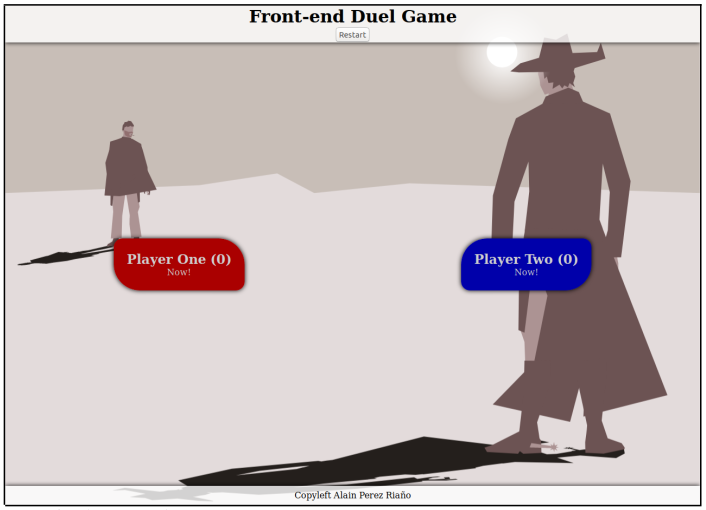 Front-end Duel Game
Restart
Player One (0)
Now!
Player Two (0)
Now!
Copyleft Alain Perez Riaño